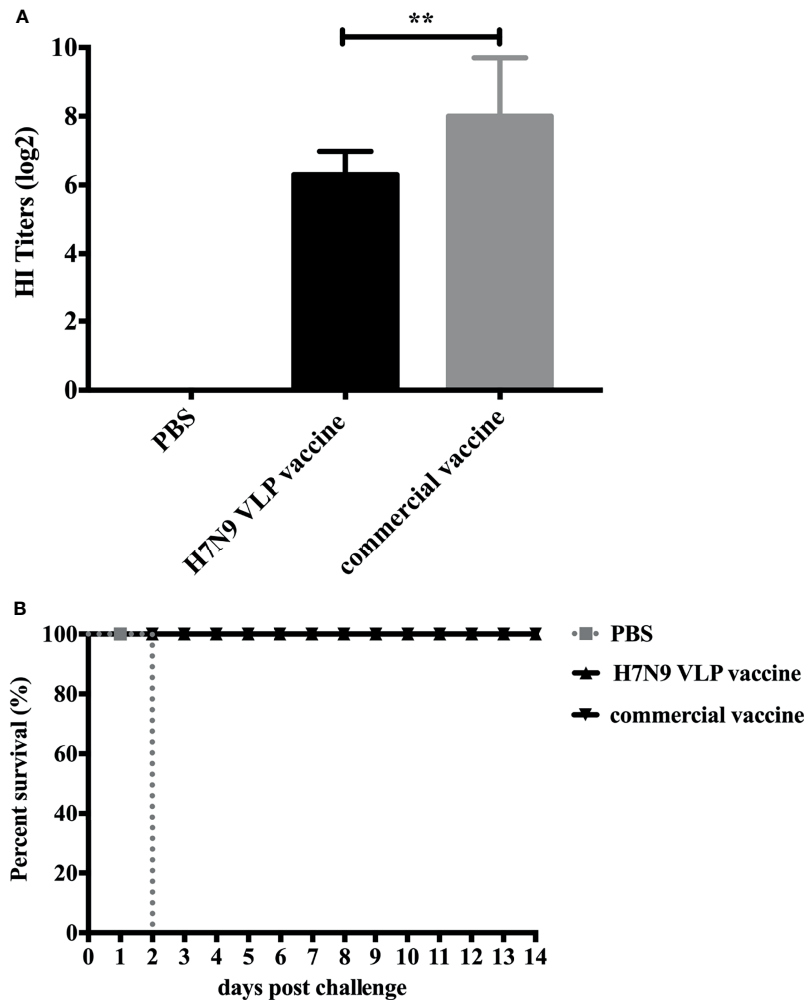 A
**
10
8
6
4
2
0
HI Titers (log2)
PBS
H7N9 VLP vaccine
commercial vaccine
B
100
80
60
40
20
0
Percent survival (%)
0 1 2 3 4 5 6 7 8 9 10 11 12 13 14
days post challenge
PBS
H7N9 VLP vaccine
commercial vaccine